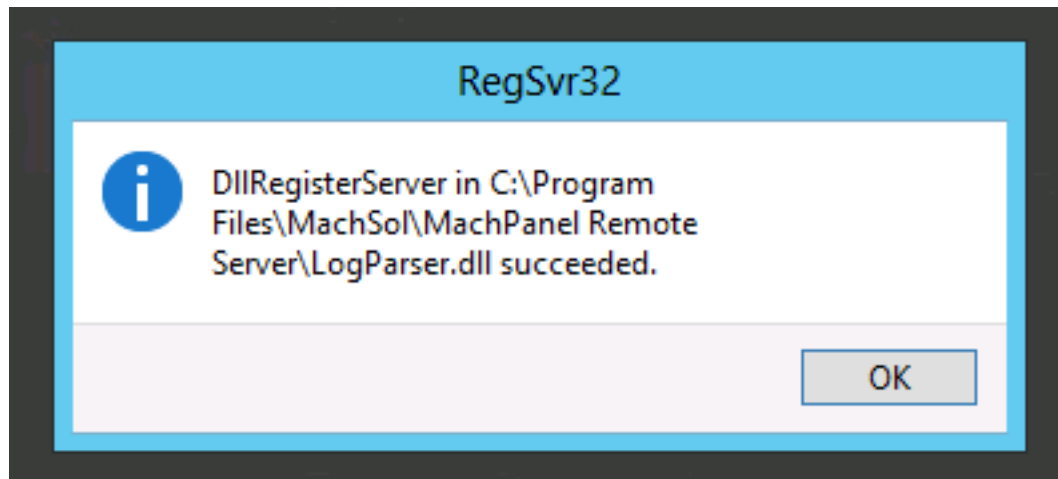 RegSvr32
DllRegisterServer in C:\Program
Files\MachSol\MachPanel Remote
Server\LogParser.dll succeeded.
OK